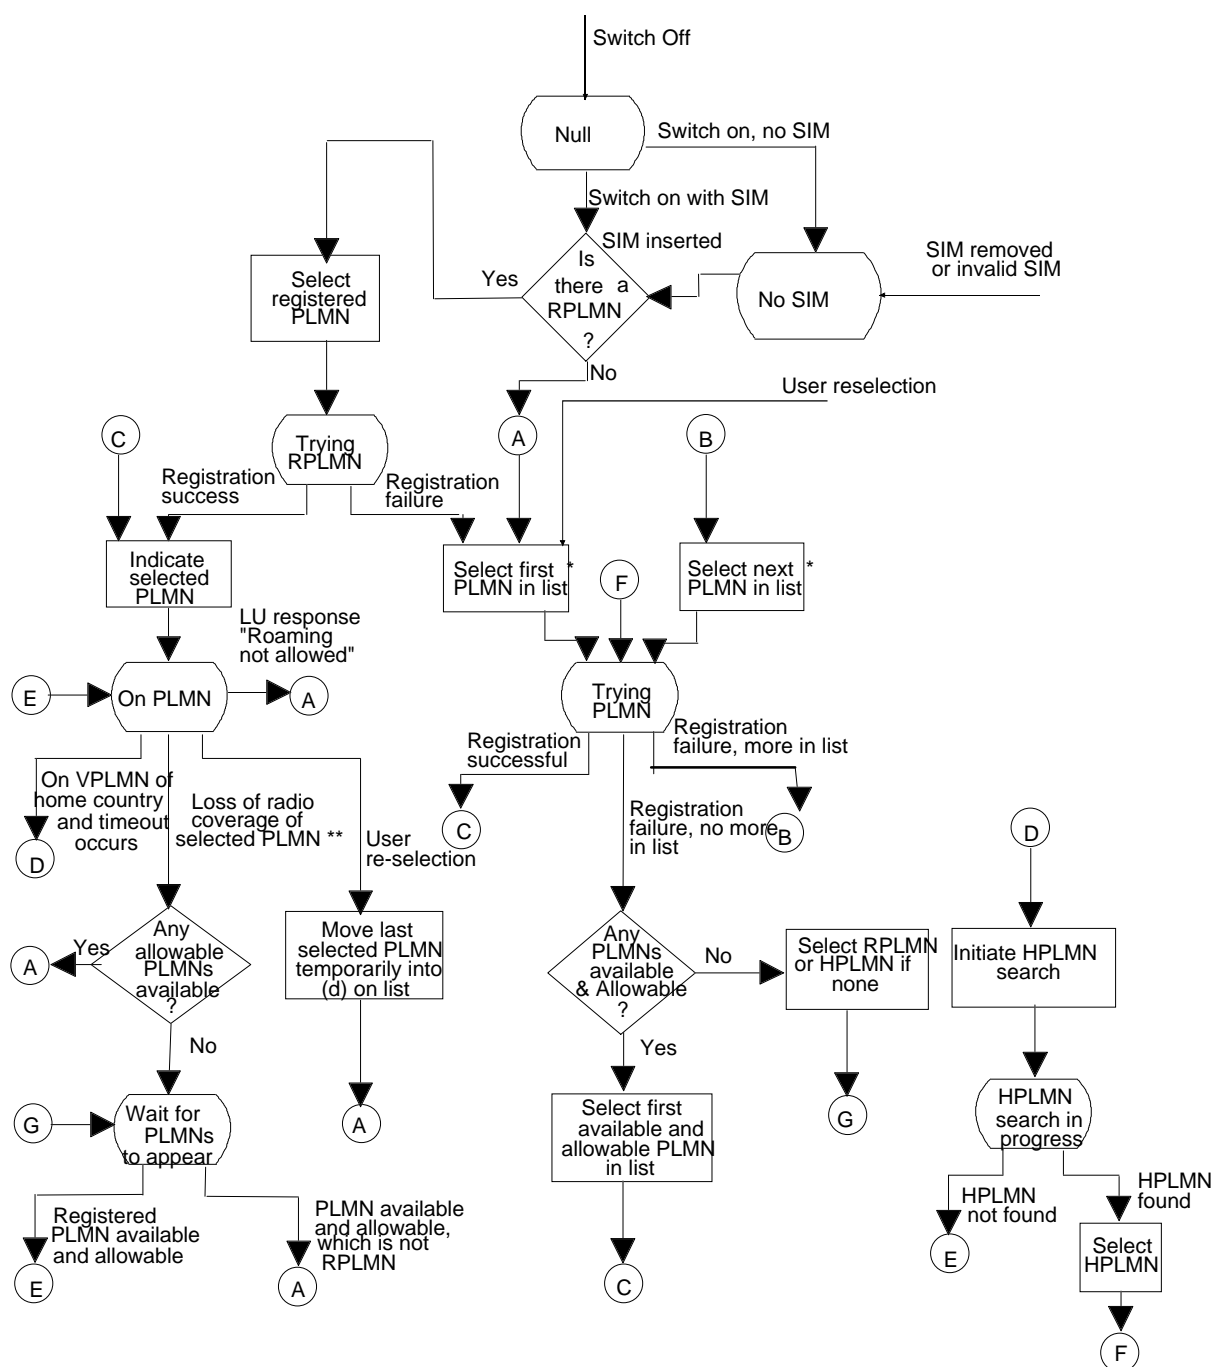 Switch Off
Null
Switch on, no SIM
Switch on with SIM
SIM inserted
SIM removed
or invalid SIM
No SIM
Is
there a
RPLMN
?
Yes
No
Select
registered
PLMN
User reselection
C
Trying
RPLMN
A
B
Registration
success
Registration
failure
Indicate
selected
PLMN
Select first *
PLMN in list
F
Select next *
PLMN in list
LU response
"Roaming
not allowed"
E
On PLMN
A
Trying
PLMN
Registration
successful
Registration
failure, more in list
On VPLMN of
home country
and timeout
occurs
Loss of radio
coverage of
selected PLMN **
User
re-selection
C
Registration
failure, no more
in list
B
D
D
Any
allowable
PLMNs
available
?
Yes
A
No
Move last
selected PLMN
temporarily into
(d) on list
Any
PLMNs
available
& Allowable
?
No
Yes
Select RPLMN
or HPLMN if
none
Initiate HPLMN
search
G
Wait for
PLMNs
to appear
A
Select first
available and
allowable PLMN
in list
G
HPLMN
search in
progress
Registered
PLMN available
and allowable
PLMN available
and allowable,
which is not
RPLMN
HPLMN
not found
HPLMN
found
E
A
C
E
Select
HPLMN
F